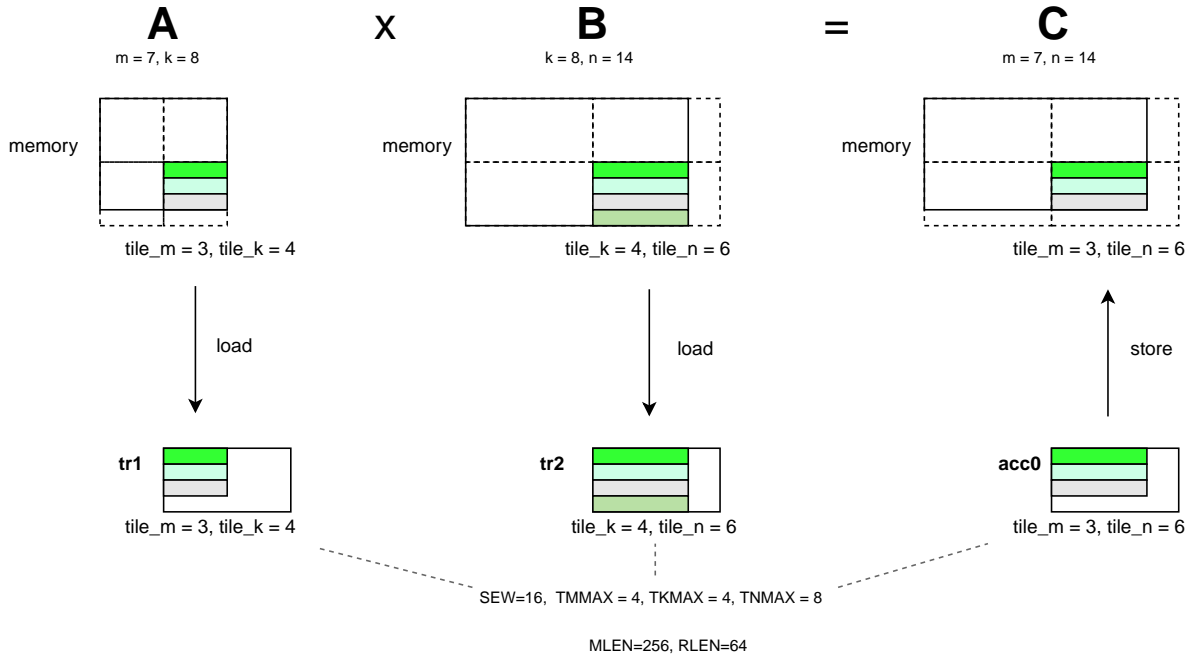 A x B = C
m = 7, k = 8 k = 8, n = 14 m = 7, n = 14
memory memory memory
tile_m = 3, tile_k = 4 tile_k = 4, tile_n = 6 tile_m = 3, tile_n = 6
load load store
tr1 tr2 acc0
tile_m = 3, tile_k = 4 tile_k = 4, tile_n = 6 tile_m = 3, tile_n = 6
SEW=16, TMMAX = 4, TKMAX = 4, TNMAX = 8
MLEN=256, RLEN=64